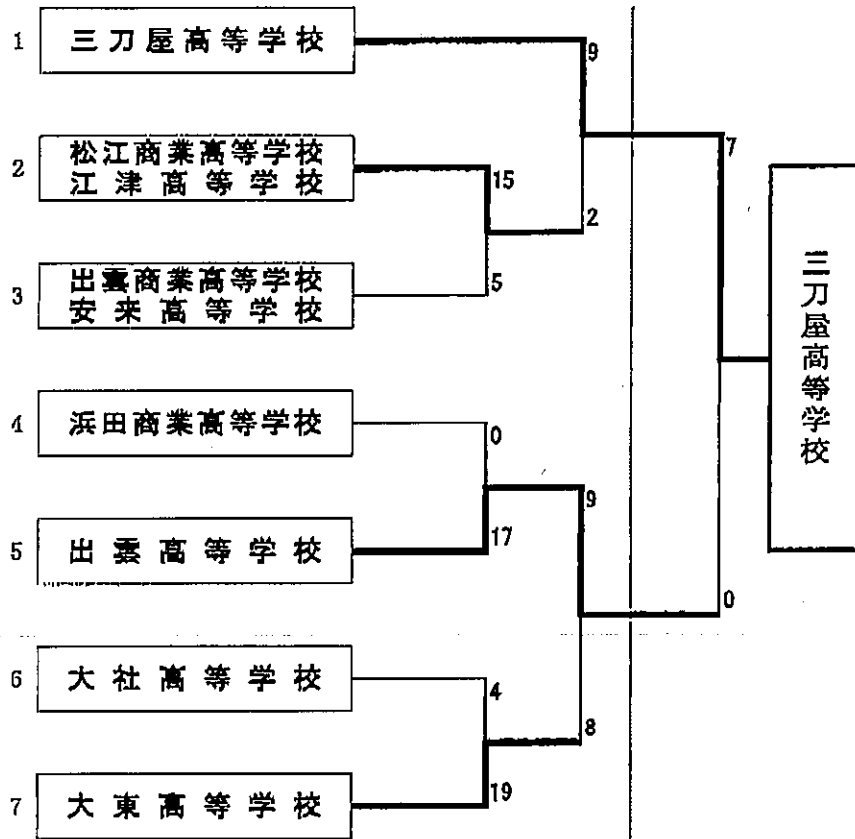 1 三刀屋高等学校
9
7
2 松江商業高等学校
江津高等学校
15
2
3 出雲商業高等学校
安来高等学校
5
三刀屋高等学校
4 浜田商業高等学校
0
9
5 出雲高等学校
17
0
6 大社高等学校
4
8
7 大東高等学校
19